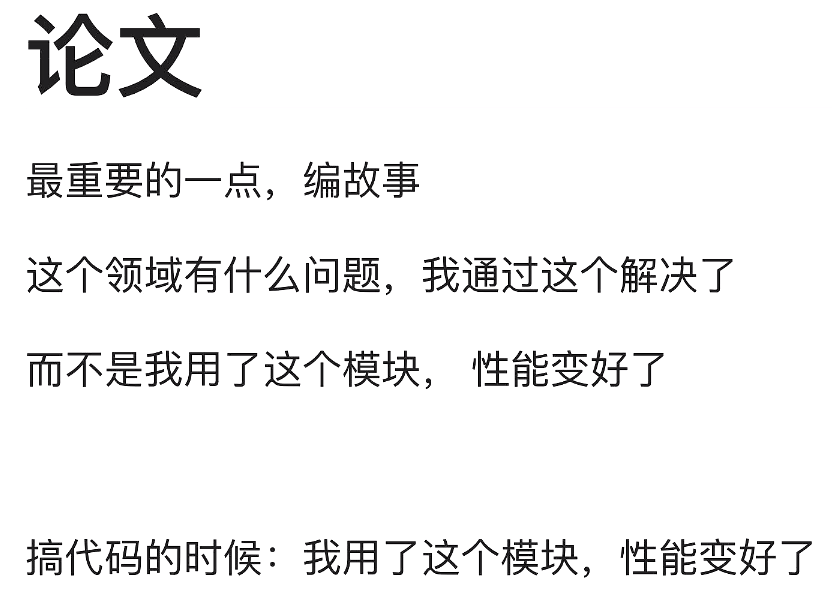 论文
最重要的一点，编故事
这个领域有什么问题，我通过这个解决了
而不是我用了这个模块， 性能变好了
搞代码的时候：我用了这个模块，性能变好了